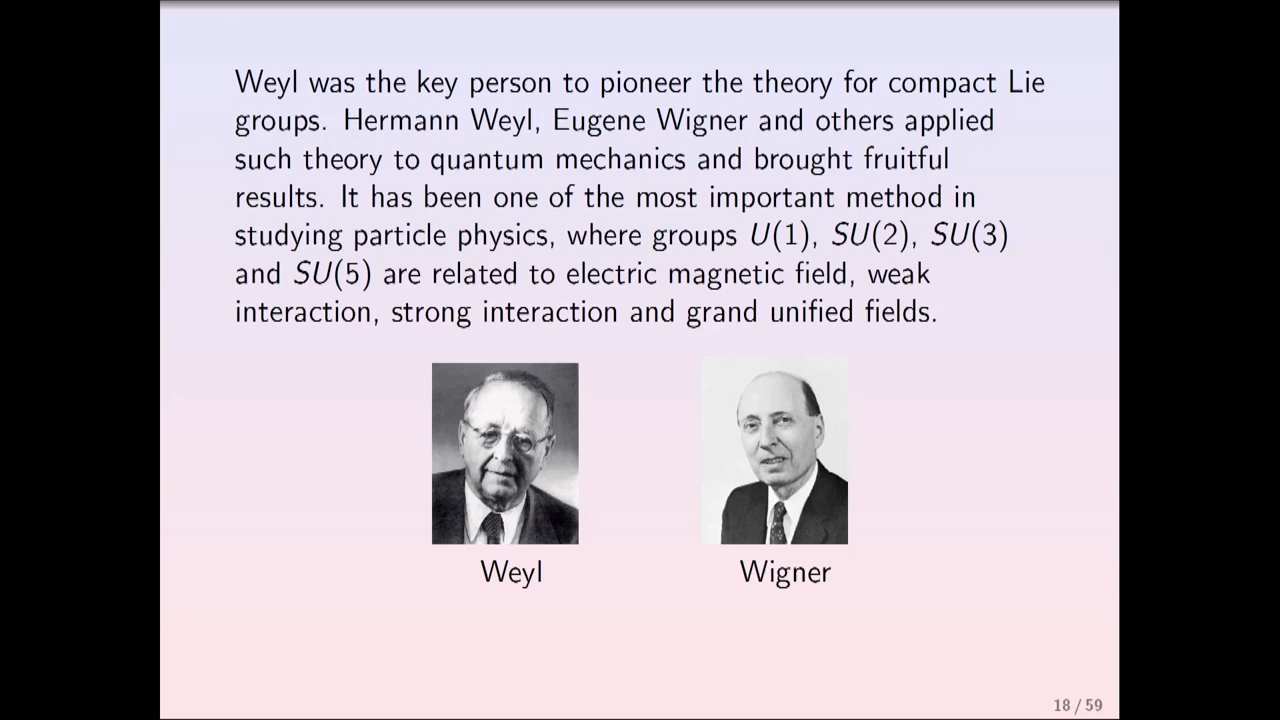 Weyl was the key person to pioneer the theory for compact Lie
groups. Hermann Weyl, Eugene Wigner and others applied
such theory to quantum mechanics and brought fruitful
results. It has been one of the most important method in
studying particle physics, where groups U(1), SU(2), SU(3)
and SU(5) are related to electric magnetic field, weak
interaction, strong interaction and grand unified fields.
Weyl
Wigner
18 / 59